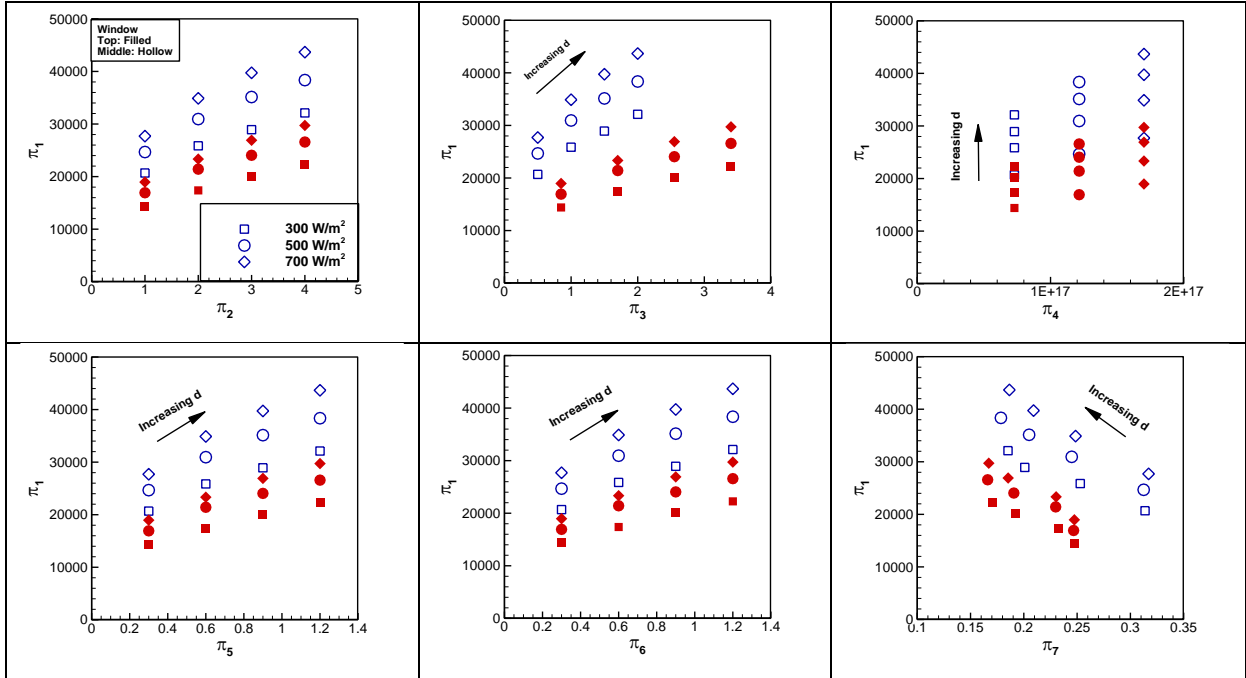 50000
40000
30000
20000
10000
0
π1
Window
Top: Filled
Middle: Hollow
300 W/m²
500 W/m²
700 W/m²
0 1 2 3 4 5
π2
50000
40000
30000
20000
10000
0
π1
Increasing d
0 1 2 3 4
π3
50000
40000
30000
20000
10000
0
π1
Increasing d
0 1E+17 2E+17
π4
50000
40000
30000
20000
10000
0
π1
Increasing d
0 0.2 0.4 0.6 0.8 1 1.2 1.4
π5
50000
40000
30000
20000
10000
0
π1
Increasing d
0.2 0.4 0.6 0.8 1 1.2 1.4
π6
50000
40000
30000
20000
10000
0
π1
Increasing d
0.1 0.15 0.2 0.25 0.3 0.35
π7